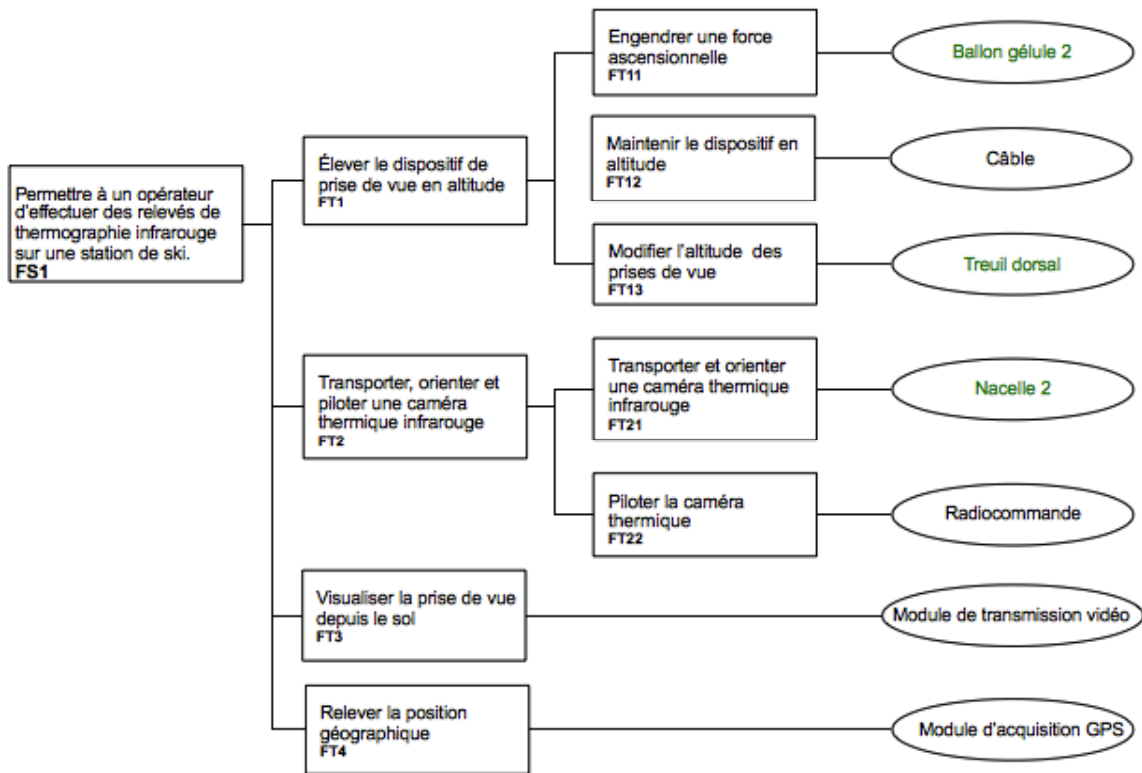 Engendrer une force
ascensionnelle
FT11
Ballon gélule 2
Élever le dispositif de
prise de vue en altitude
FT1
Maintenir le dispositif en
altitude
FT12
Câble
Permettre à un opérateur
d'effectuer des relevés de
thermographie infrarouge
sur une station de ski.
FS1
Modifier l'altitude des
prises de vue
FT13
Treuil dorsal
Transporter, orienter et
piloter une caméra
thermique infrarouge
FT2
Transporter et orienter
une caméra thermique
infrarouge
FT21
Nacelle 2
Piloter la caméra
thermique
FT22
Radiocommande
Visualiser la prise de vue
depuis le sol
FT3
Module de transmission vidéo
Relever la position
géographique
FT4
Module d'acquisition GPS